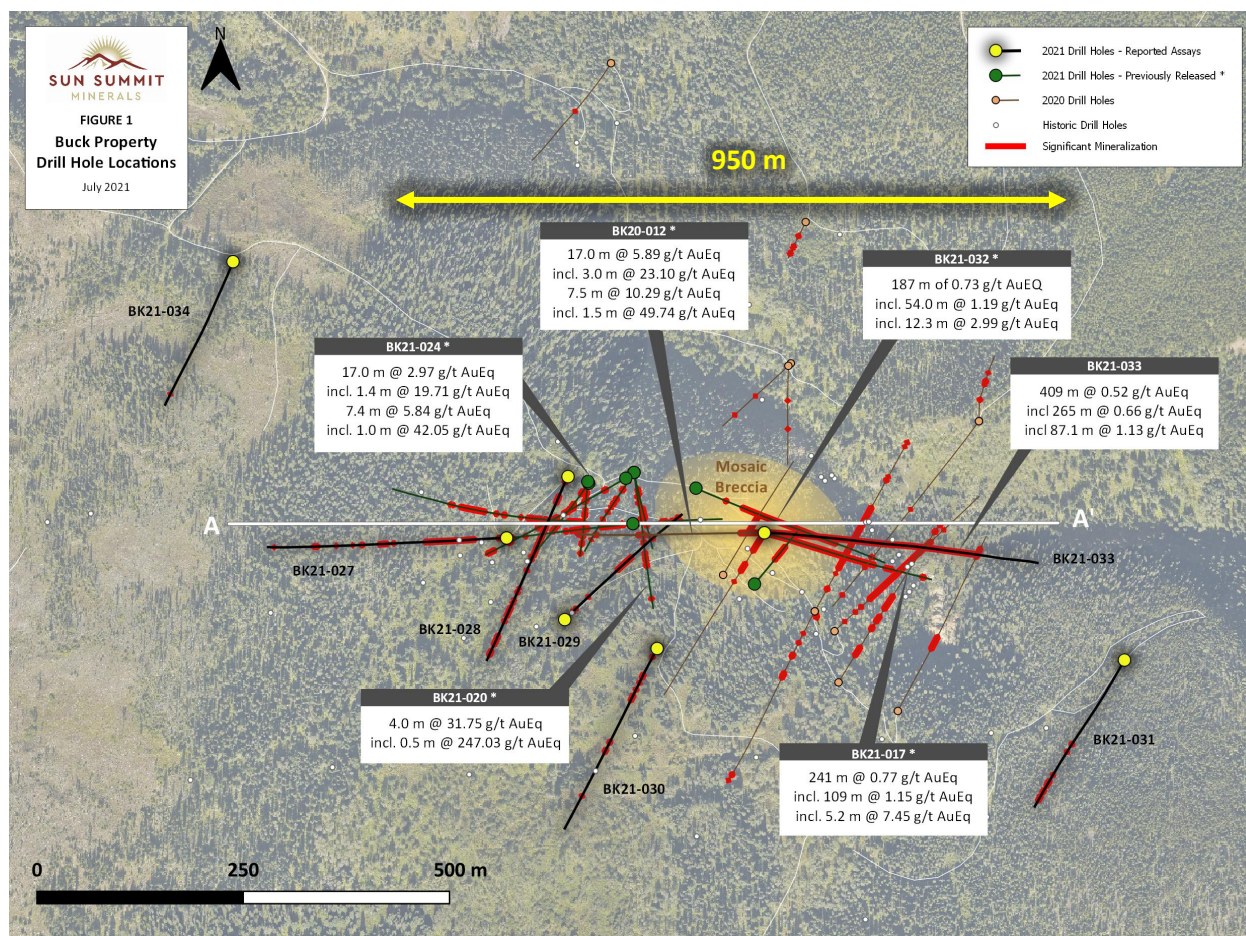 N
SUN SUMMIT
MINERALS
FIGURE 1
Buck Property
Drill Hole Locations
July 2021
2021 Drill Holes - Reported Assays
2021 Drill Holes - Previously Released *
2020 Drill Holes
Historic Drill Holes
Significant Mineralization
950 m
BK20-012 *
17.0 m @ 5.89 g/t AuEq
incl. 3.0 m @ 23.10 g/t AuEq
7.5 m @ 10.29 g/t AuEq
incl. 1.5 m @ 49.74 g/t AuEq
BK21-032 *
187 m of 0.73 g/t AuEQ
incl. 54.0 m @ 1.19 g/t AuEq
incl. 12.3 m @ 2.99 g/t AuEq
BK21-034
BK21-024 *
17.0 m @ 2.97 g/t AuEq
incl. 1.4 m @ 19.71 g/t AuEq
7.4 m @ 5.84 g/t AuEq
incl. 1.0 m @ 42.05 g/t AuEq
BK21-033
409 m @ 0.52 g/t AuEq
incl 265 m @ 0.66 g/t AuEq
incl 87.1 m @ 1.13 g/t AuEq
Mosaic
Breccia
A
A'
BK21-027
BK21-033
BK21-028
BK21-029
BK21-020 *
4.0 m @ 31.75 g/t AuEq
incl. 0.5 m @ 247.03 g/t AuEq
BK21-030
BK21-017 *
241 m @ 0.77 g/t AuEq
incl. 109 m @ 1.15 g/t AuEq
incl. 5.2 m @ 7.45 g/t AuEq
BK21-031
0
250
500 m